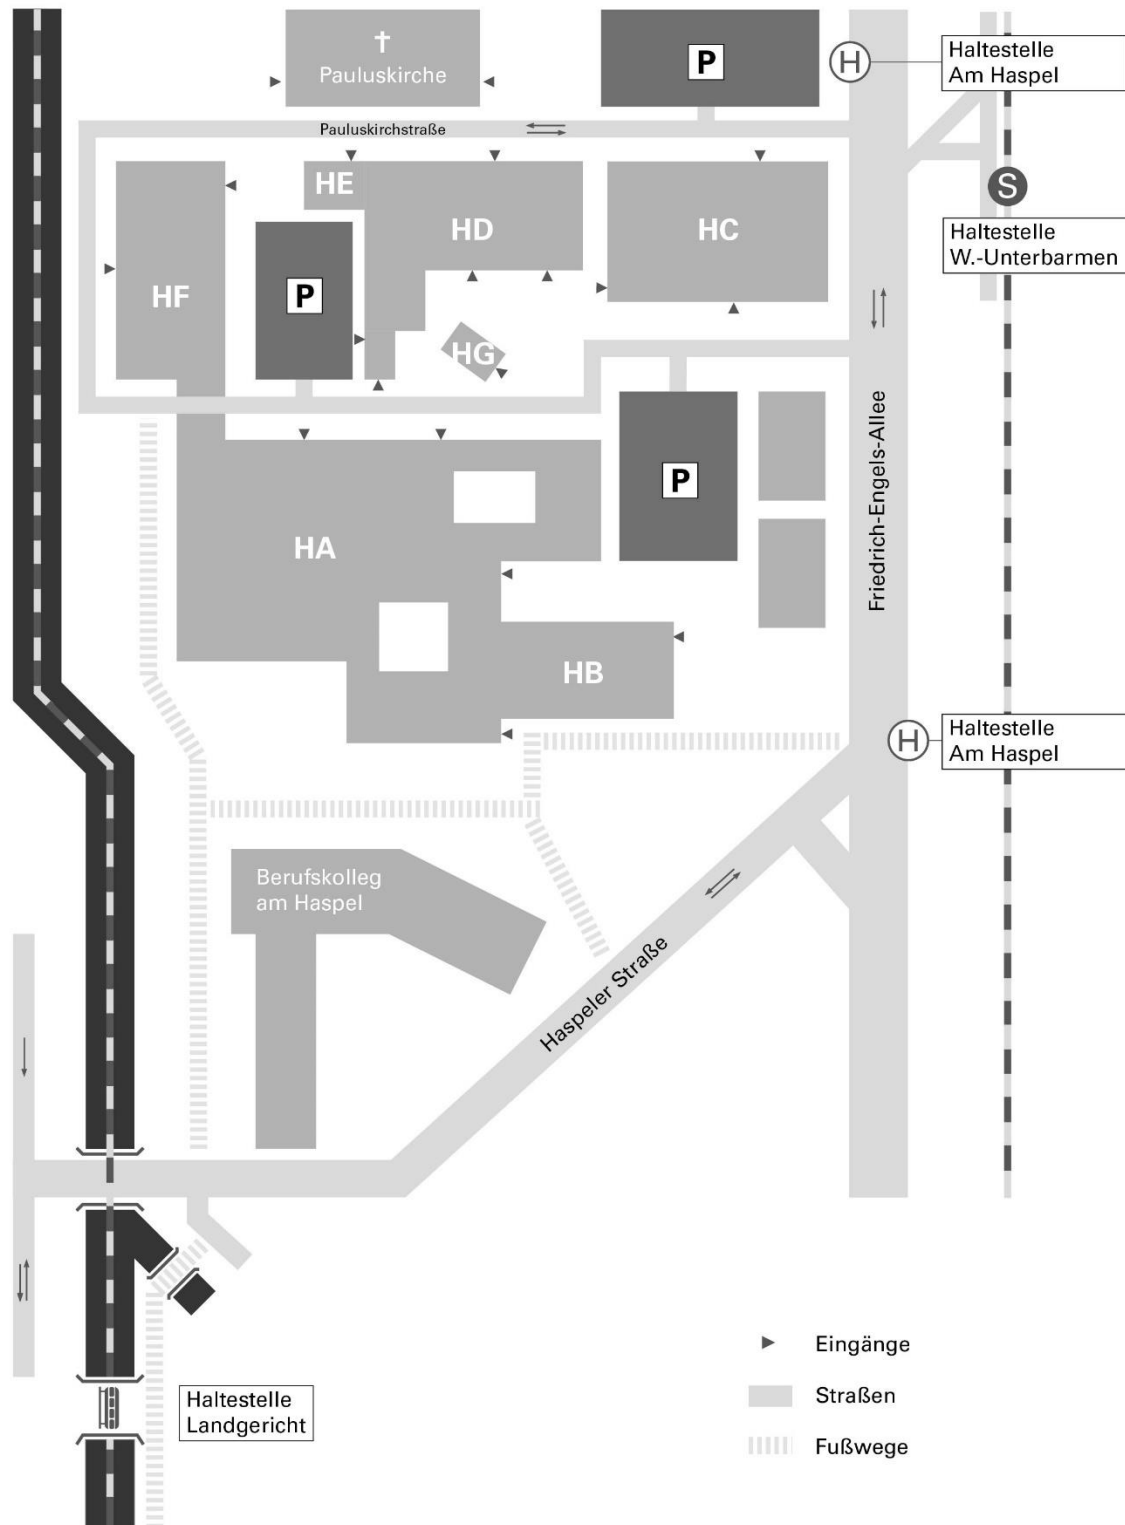 Pauluskirche
P
H
Haltestelle
Am Haspel
Pauluskirchstraße
HE
HD
HC
S
Haltestelle
W.-Unterbarmen
HF
P
HG
Friedrich-Engels-Allee
P
HA
HB
H
Haltestelle
Am Haspel
Berufskolleg
am Haspel
Haspeler Straße
Eingänge
Straßen
Fußwege
Haltestelle
Landgericht